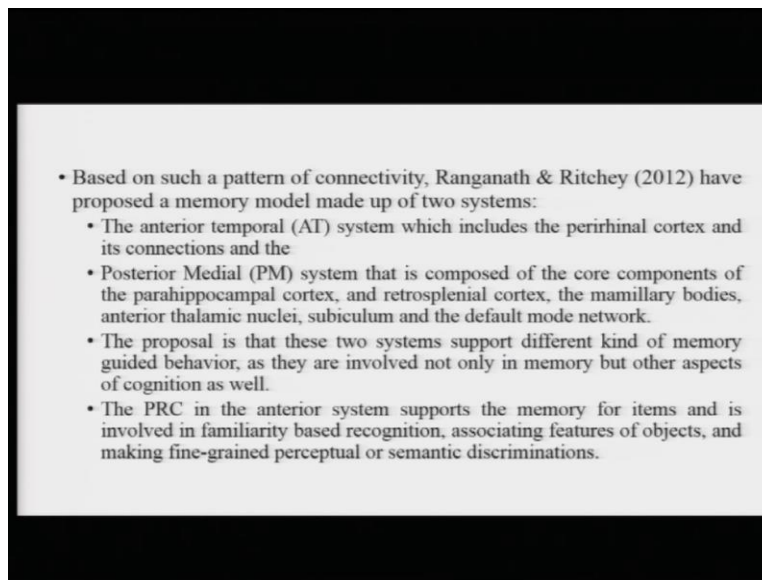 • Based on such a pattern of connectivity, Ranganath & Ritchey (2012) have
proposed a memory model made up of two systems:
• The anterior temporal (AT) system which includes the perirhinal cortex and
its connections and the
• Posterior Medial (PM) system that is composed of the core components of
the parahippocampal cortex, and retrosplenial cortex, the mamillary bodies,
anterior thalamic nuclei, subiculum and the default mode network.
• The proposal is that these two systems support different kind of memory
guided behavior, as they are involved not only in memory but other aspects
of cognition as well.
• The PRC in the anterior system supports the memory for items and is
involved in familiarity based recognition, associating features of objects, and
making fine-grained perceptual or semantic discriminations.